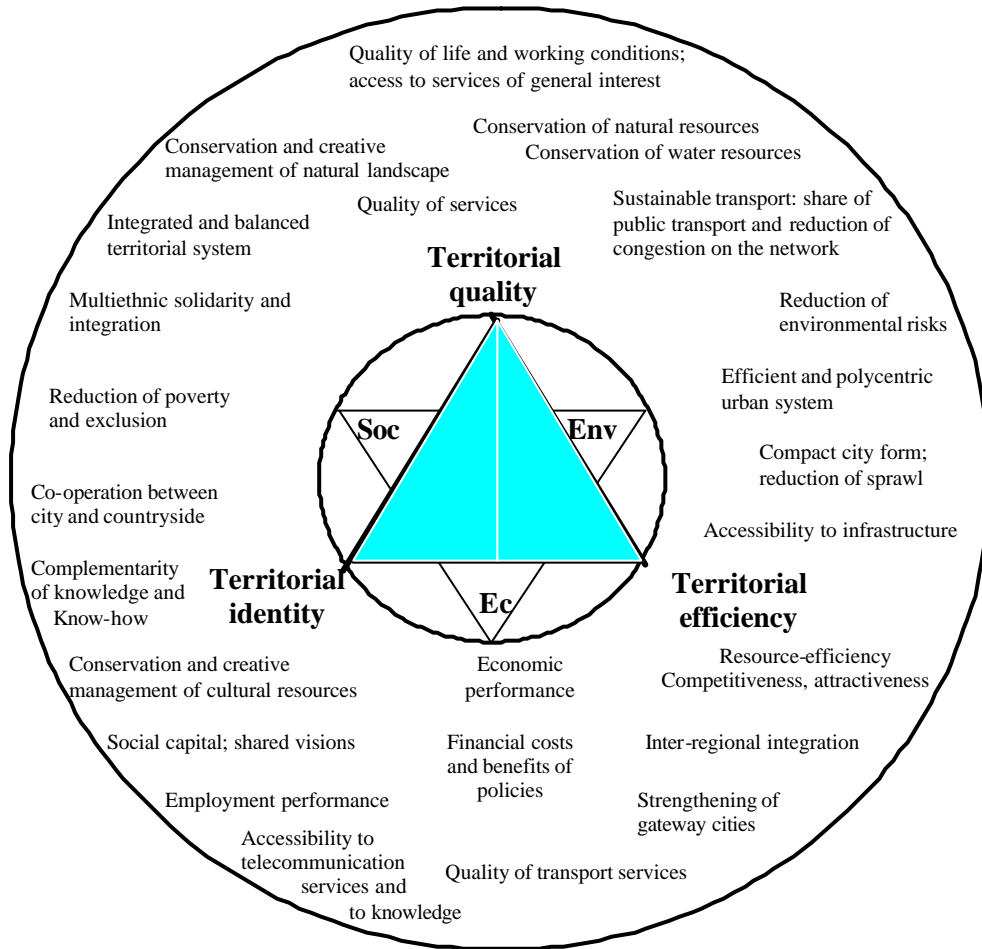 Quality of life and working conditions;
access to services of general interest
Conservation of natural resources
Conservation of water resources
Conservation and creative
management of natural landscape
Quality of services
Sustainable transport: share of
public transport and reduction of
congestion on the network
Integrated and balanced
territorial system
Territorial
quality
Multiethnic solidarity and
integration
Reduction of
environmental risks
Reduction of poverty
and exclusion
Efficient and polycentric
urban system
Soc
Env
Compact city form;
reduction of sprawl
Co-operation between
city and countryside
Accessibility to infrastructure
Complementarity
of knowledge and
Know-how
Territorial
identity
Ec
Territorial
efficiency
Conservation and creative
management of cultural resources
Economic
performance
Resource-efficiency
Competitiveness, attractiveness
Social capital; shared visions
Financial costs
and benefits of
policies
Inter-regional integration
Employment performance
Strengthening of
gateway cities
Accessibility to
telecommunication
services and
to knowledge
Quality of transport services